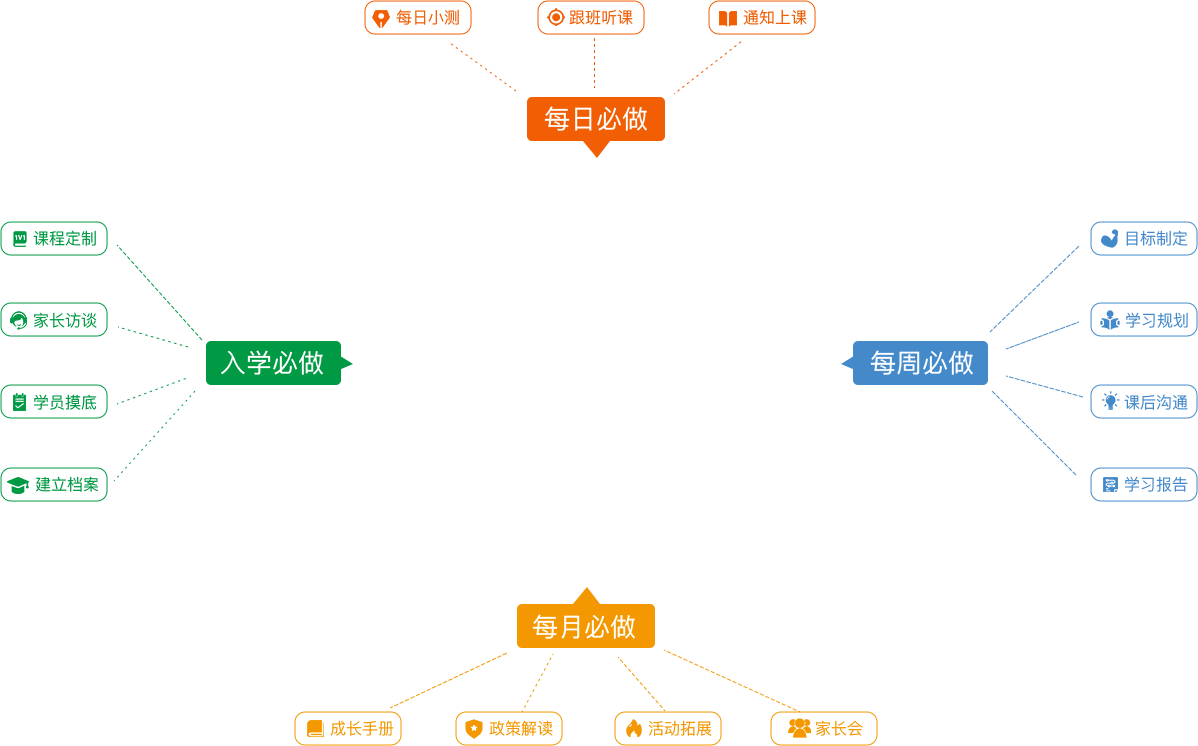 每日小测
跟班听课
通知上课
每日必做
课程定制
家长访谈
学员摸底
建立档案
入学必做
每周必做
目标制定
学习规划
课后沟通
学习报告
每月必做
成长手册
政策解读
活动拓展
家长会